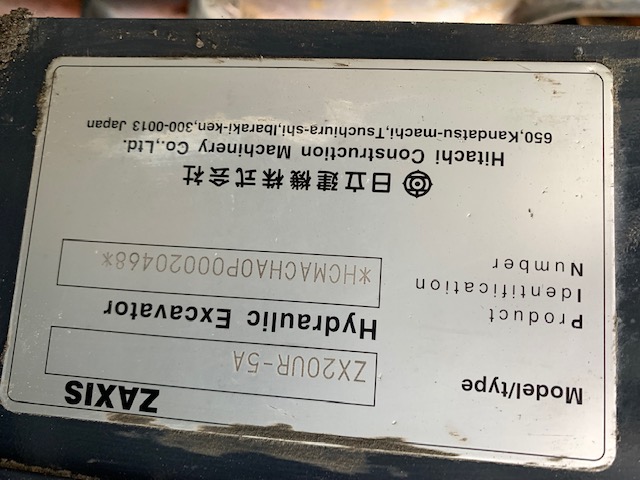 ZAXIS
Model/type ZX20UR-5A
Hydraulic Excavator
Product
Identification
Number
*HCMACHA0P00020468*
日立建機株式会社
Hitachi Construction Machinery Co.,Ltd.
650,Kandatsu-machi,Tsuchiura-shi,Ibaraki-ken,300-0013 Japan